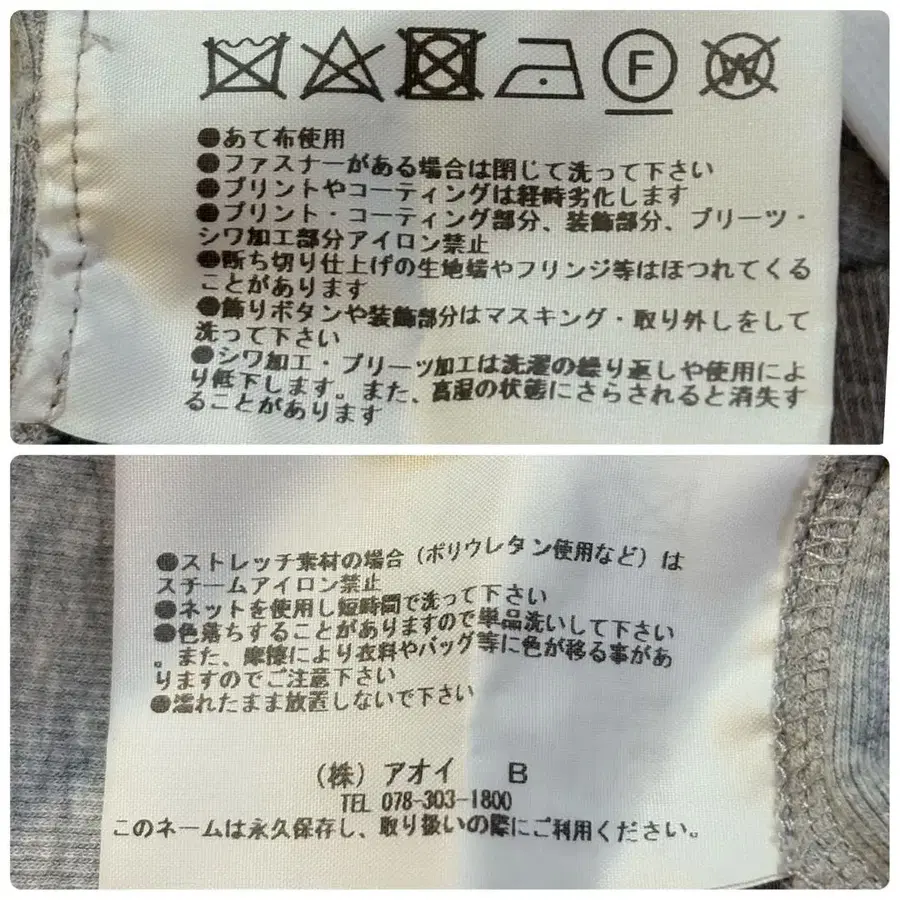 F
W
●あて布使用
●ファスナーがある場合は閉じて洗って下さい
●プリントやコーティングは経時劣化します
●プリント・コーティング部分、装飾部分、プリーツ・
シワ加工部分アイロン禁止
●断ち切り仕上げの生地端やフリンジ等はほつれてくる
ことがあります
●飾りボタンや装飾部分はマスキング・取り外しをして
洗って下さい
●シワ加工・プリーツ加工は洗濯の繰り返しや使用によ
り低下します。また、高湿の状態にさらされると消失す
ることがあります
●ストレッチ素材の場合（ポリウレタン使用など）は
スチームアイロン禁止
●ネットを使用し短時間で洗って下さい
●色落ちすることがありますので単品洗いして下さい
。また、摩擦により衣料やバッグ等に色が移る事があ
りますのでご注意下さい
●濡れたまま放置しないで下さい
（株）アオイ　B
TEL 078-303-1800
このネームは永久保存し、取り扱いの際にご利用ください。